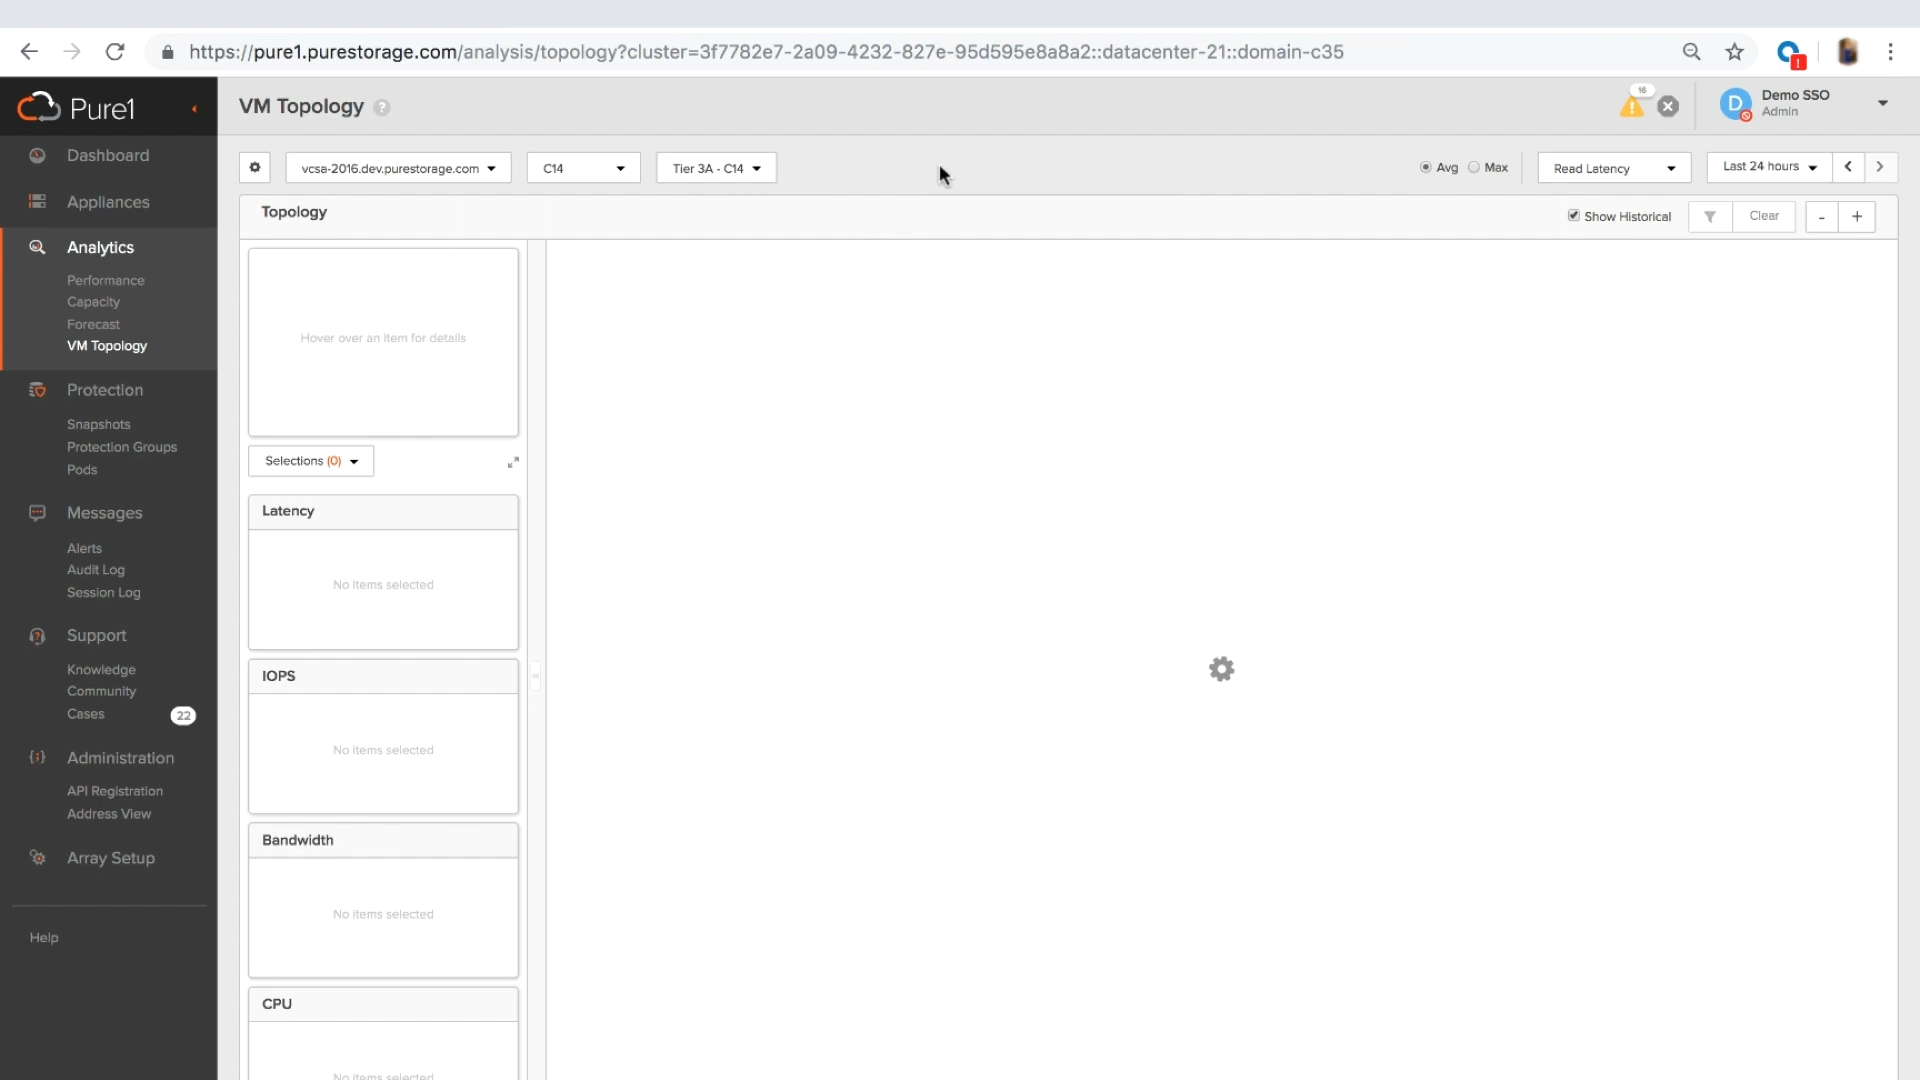 https://pure1.purestorage.com/analysis/topology?cluster=3f7782e7-2a09-4232-827e-95d595e8a8a2::datacenter-21::domain-c35
Pure1
VM Topology ?
16
D
Demo SSO
Admin
Dashboard
Appliances
Analytics
Performance
Capacity
Forecast
VM Topology
Protection
Snapshots
Protection Groups
Pods
Messages
Alerts
Audit Log
Session Log
Support
Knowledge
Community
Cases 22
Administration
API Registration
Address View
Array Setup
Help
vcsa-2016.dev.purestorage.com C14 Tier 3A - C14
Avg Max Read Latency Last 24 hours
Topology
Show Historical Clear - +
Hover over an item for details
Selections (0)
Latency
No items selected
IOPS
No items selected
Bandwidth
No items selected
CPU
No items selected